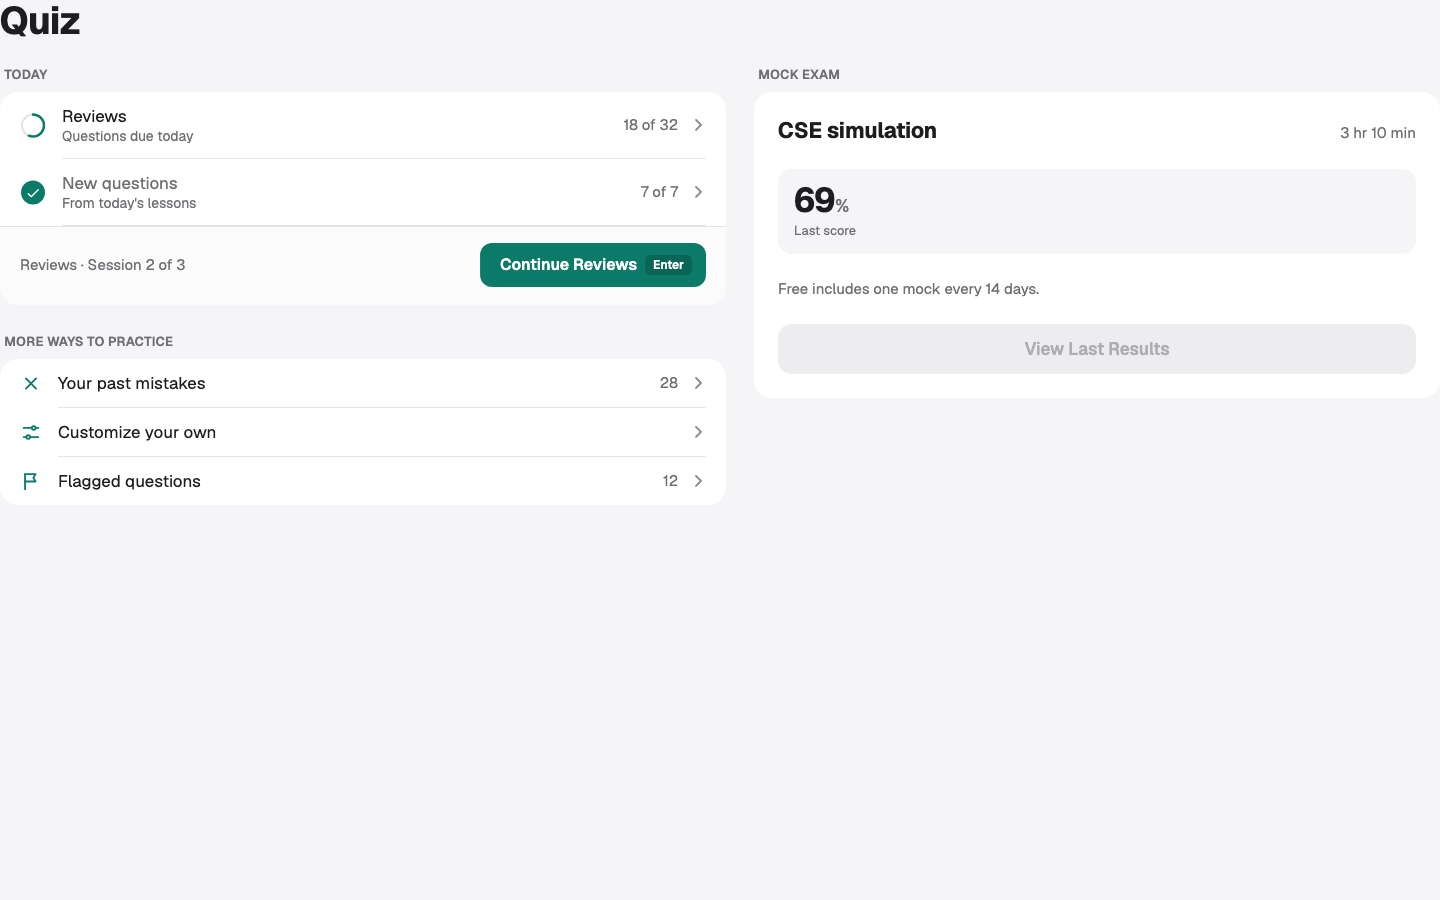 Quiz
TODAY
Reviews
Questions due today
18 of 32
New questions
From today's lessons
7 of 7
Reviews · Session 2 of 3
Continue Reviews Enter
MORE WAYS TO PRACTICE
Your past mistakes 28
Customize your own
Flagged questions 12
MOCK EXAM
CSE simulation 3 hr 10 min
69%
Last score
Free includes one mock every 14 days.
View Last Results